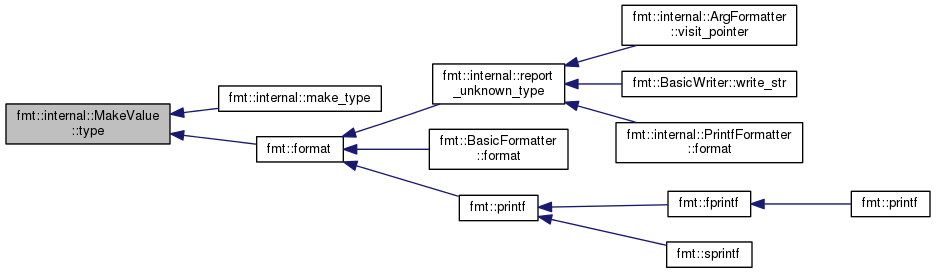 fmt::internal::MakeValue
::type
fmt::internal::make_type
fmt::format
fmt::internal::report
_unknown_type
fmt::BasicFormatter
::format
fmt::printf
fmt::internal::ArgFormatter
::visit_pointer
fmt::BasicWriter::write_str
fmt::internal::PrintfFormatter
::format
fmt::fprintf
fmt::sprintf
fmt::printf